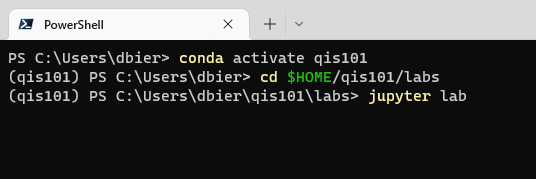 PowerShell
PS C:\Users\dbier> conda activate qis101
(qis101) PS C:\Users\dbier> cd $HOME/qis101/labs
(qis101) PS C:\Users\dbier\qis101\labs> jupyter lab